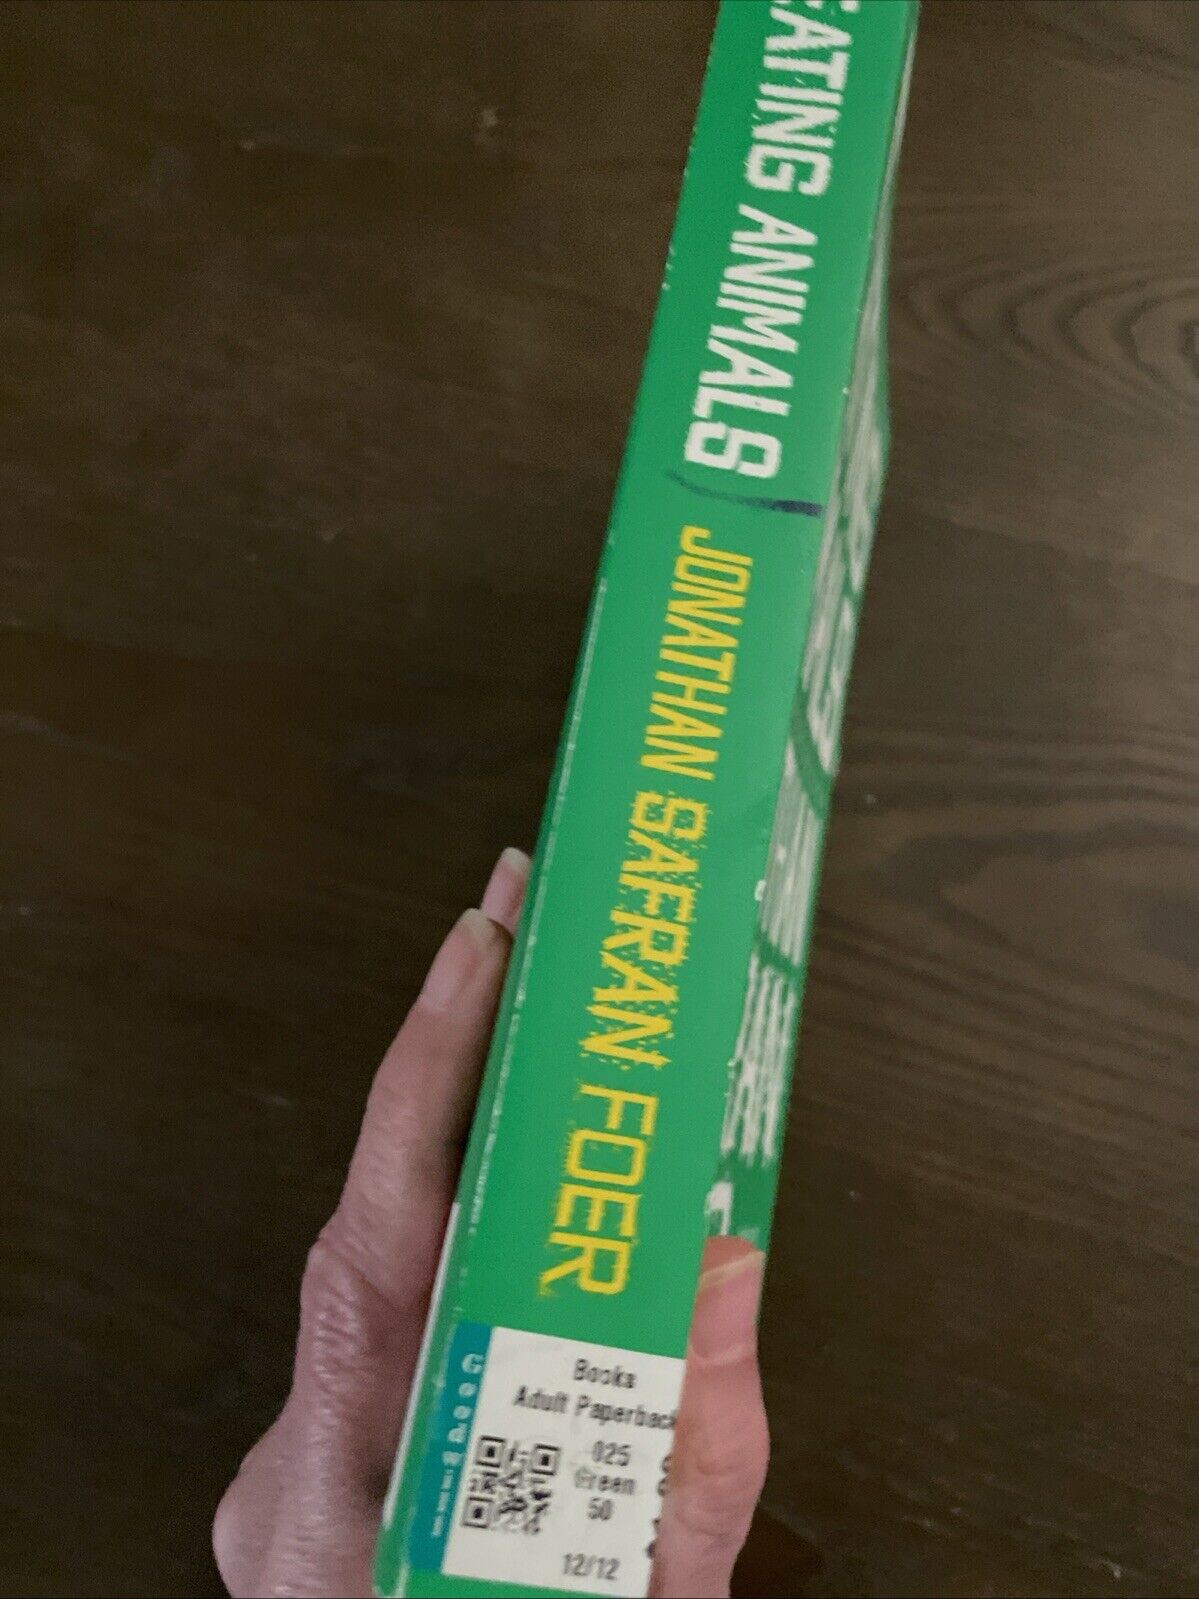 EATING ANIMALS
JONATHAN SAFRAN FOER
Books
Adult Paperback
025
Green
50
12/12